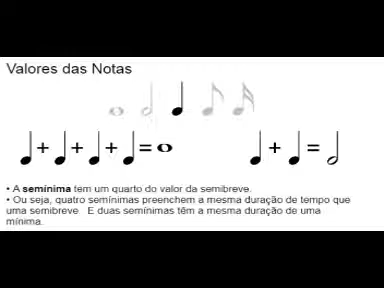 Valores das Notas
+ + + =
+ =
• A semínima tem um quarto do valor da semibreve.
• Ou seja, quatro semínimas preenchem a mesma duração de tempo que
uma semibreve. E duas semínimas têm a mesma duração de uma
mínima.